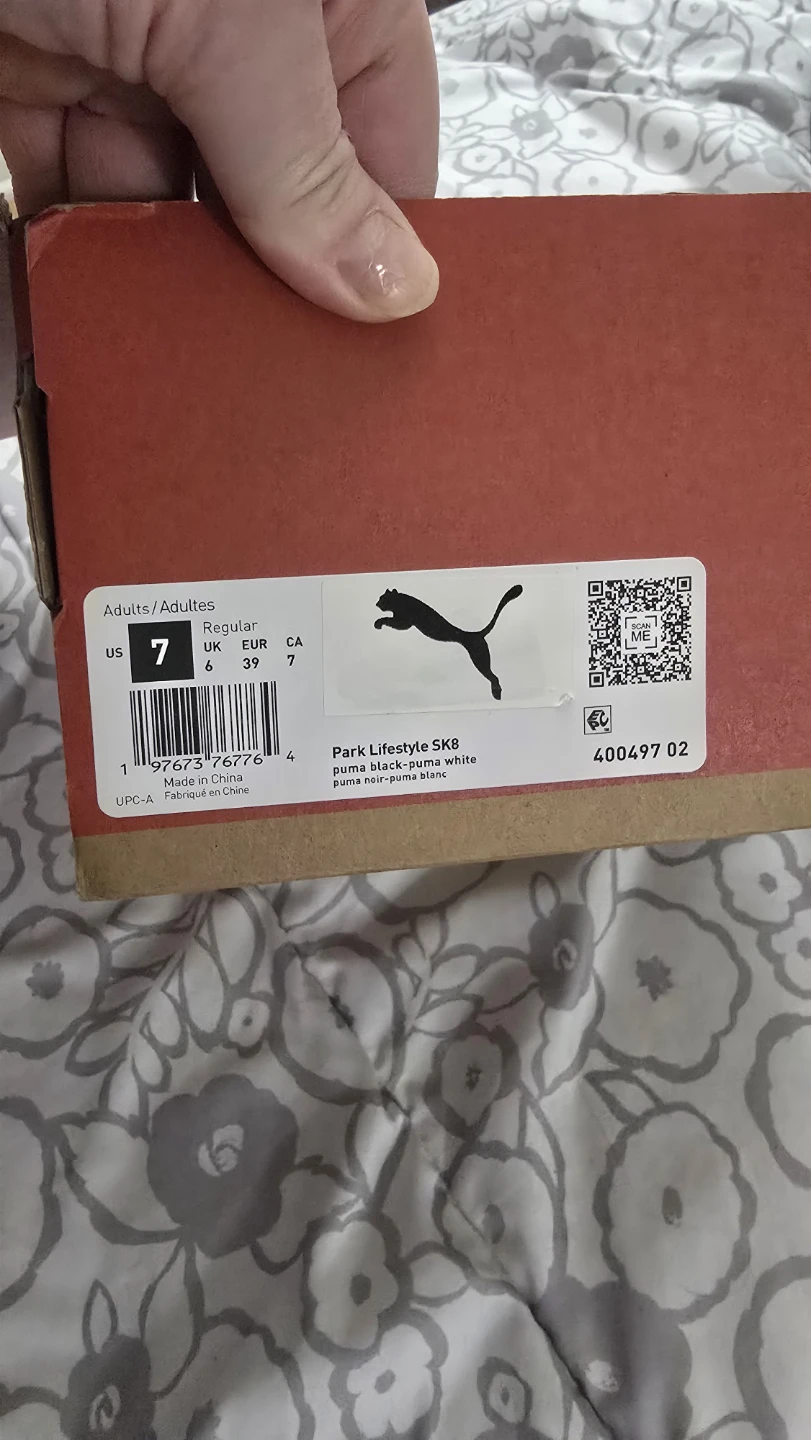 Adults/Adultes
US 7
Regular
UK EUR CA
6 39 7
1 97673 76776 4
Made in China
UPC-A Fabriqué en Chine
Park Lifestyle SK8
puma black-puma white
puma noir-puma blanc
SCAN
ME
400497 02